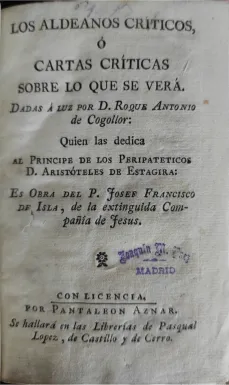 LOS ALDEANOS CRÍTICOS,
Ó
CARTAS CRÍTICAS
SOBRE LO QUE SE VERÁ.
DADAS Á LUZ POR D. ROQUE ANTONIO
de Cogollor:
Quien las dedica
AL PRINCIPE DE LOS PERIPATETICOS
D. ARISTÓTELES DE ESTAGIRA:
ES OBRA DEL P. JOSEF FRANCISCO
DE ISLA, de la extinguida Com-
pañía de Jesus.
Joaquin M.
MADRID
CON LICENCIA.
POR PANTALEON AZNAR.
Se hallará en las Librerías de Pasqual
Lopez, de Castillo y de Cerro.